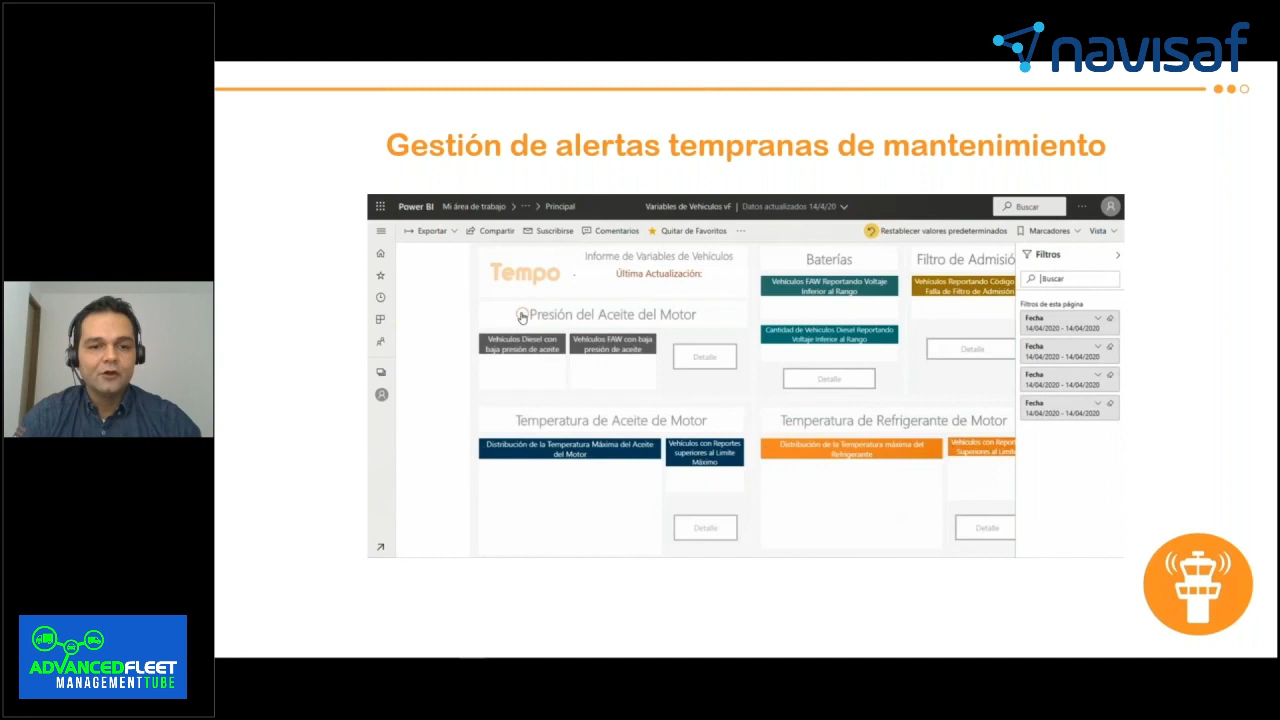 navisaf
Gestión de alertas tempranas de mantenimiento
Power BI Mi área de trabajo > ··· > Principal
Variables de Vehiculos vF | Datos actualizados 14/4/20
Buscar
Exportar
Compartir
Suscribirse
Comentarios
Quitar de Favoritos
Restablecer valores predeterminados
Marcadores
Vista
Tempo
Informe de Variables de Vehículos
Última Actualización:
Presión del Aceite del Motor
Vehículos Diesel con
baja presión de aceite
Vehículos FAW con baja
presión de aceite
Detalle
Baterías
Vehículos FAW Reportando Voltaje
Inferior al Rango
Cantidad de Vehículos Diesel Reportando
Voltaje Inferior al Rango
Detalle
Filtro de Admisió
Vehículos Reportando Código
Falla de Filtro de Admisión
Detalle
Temperatura de Aceite de Motor
Distribución de la Temperatura Máxima del Aceite
del Motor
Vehículos con Reportes
superiores al Limite
Máximo
Detalle
Temperatura de Refrigerante de Motor
Distribución de la Temperatura máxima del
Refrigerante
Vehículos con Repor
Superiores al Limite
Detalle
Filtros
Buscar
Filtros de esta página
Fecha
14/04/2020 - 14/04/2020
Fecha
14/04/2020 - 14/04/2020
Fecha
14/04/2020 - 14/04/2020
Fecha
14/04/2020 - 14/04/2020
ADVANCEDFLEET
MANAGEMENTTUBE